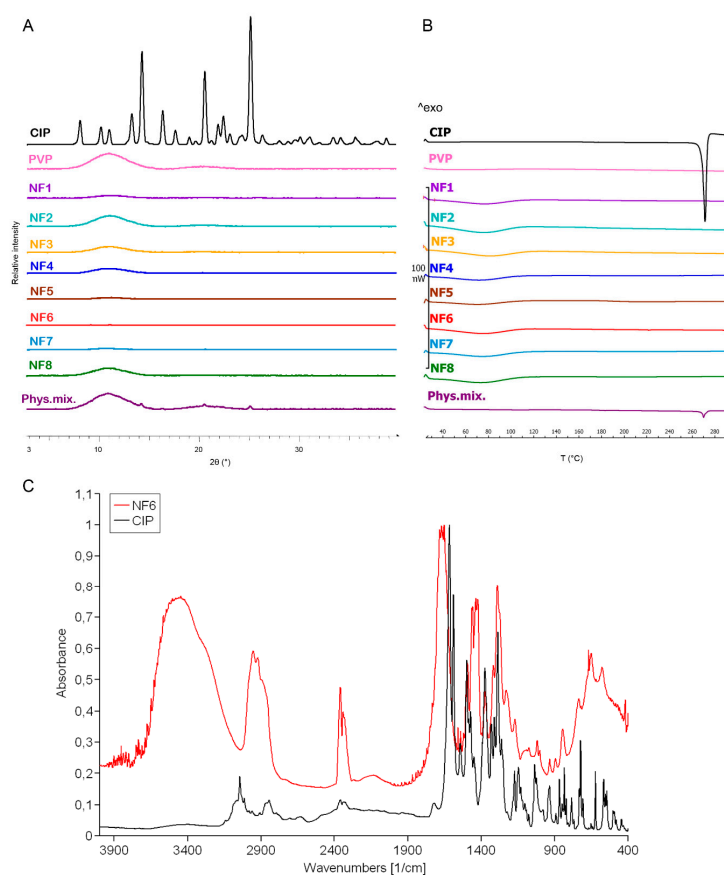 A
CIP
PVP
NF1
NF2
NF3
NF4
NF5
NF6
NF7
NF8
Phys.mix.
Relative intensity
3 10 20 30
2θ (°)
B
^exo
CIP
PVP
NF1
NF2
NF3
100
mW
NF4
NF5
NF6
NF7
NF8
Phys.mix.
40 60 80 100 120 140 160 180 200 220 240 260 280
T (°C)
C
NF6
CIP
1,1
1
0,9
0,8
0,7
0,6
0,5
0,4
0,3
0,2
0,1
0
Absorbance
3900 3400 2900 2400 1900 1400 900 400
Wavenumbers [1/cm]